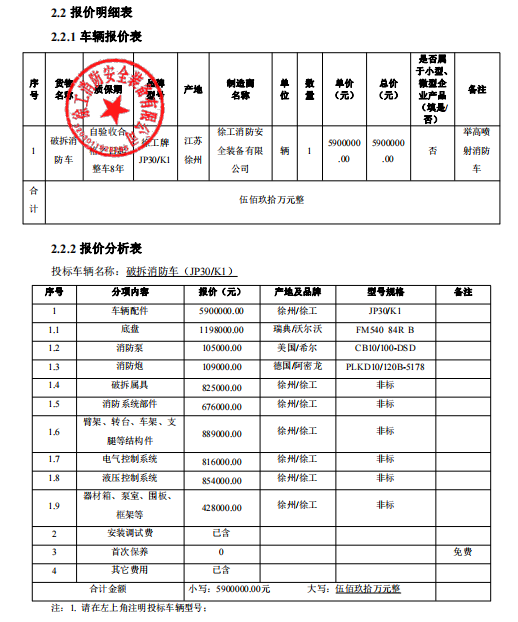 2.2 报价明细表
2.2.1 车辆报价表
序号 货物名称 质保期 品牌型号 产地 制造商名称 单位 数量 单价（元） 总价（元） 是否属于小型、微型企业产品（填是/否） 备注
1 破拆消防车 自验收合 整车8年 徐工牌JP30/K1 江苏徐州 徐工消防安全装备有限公司 辆 1 5900000.00 5900000.00 否 举高喷射消防车
合计 伍佰玖拾万元整
徐工消防安全装备有限公司
2.2.2 报价分析表
投标车辆名称：破拆消防车（JP30/K1）
序号 分项内容 报价（元） 产地及品牌 型号规格 备注
1 车辆配件 5900000.00 徐州/徐工 JP30/K1
1.1 底盘 1198000.00 瑞典/沃尔沃 FM540 84R B
1.2 消防泵 105000.00 美国/希尔 CB10/100-DSD
1.3 消防炮 109000.00 德国/阿密龙 PLKD10/120B-5178
1.4 破拆属具 825000.00 徐州/徐工 非标
1.5 消防系统部件 676000.00 徐州/徐工 非标
1.6 臂架、转台、车架、支腿等结构件 889000.00 徐州/徐工 非标
1.7 电气控制系统 816000.00 徐州/徐工 非标
1.8 液压控制系统 854000.00 徐州/徐工 非标
1.9 器材箱、泵室、围板、框架等 428000.00 徐州/徐工 非标
2 安装调试费 已含
3 首次保养 0 免费
4 其它费用 已含
合计金额 小写：5900000.00元 大写：伍佰玖拾万元整
注：1. 请在左上角注明投标车辆型号；